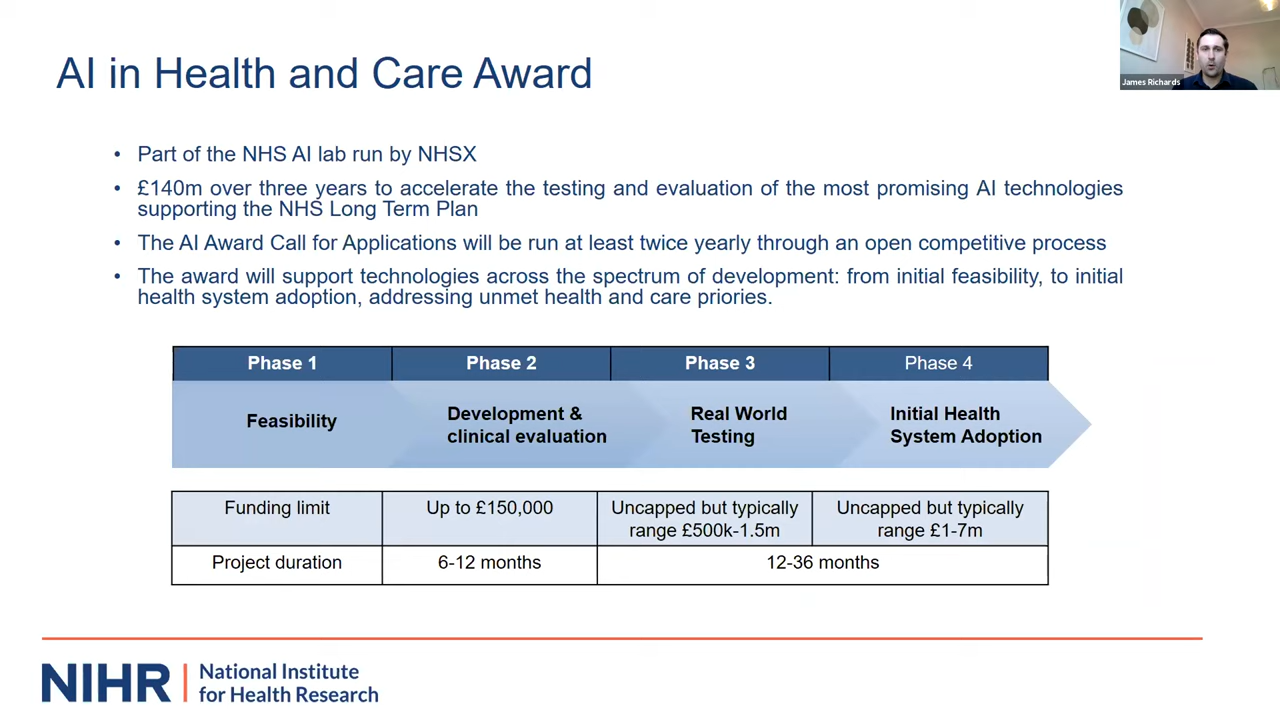 AI in Health and Care Award
James Richards
• Part of the NHS AI lab run by NHSX
• £140m over three years to accelerate the testing and evaluation of the most promising AI technologies
supporting the NHS Long Term Plan
• The AI Award Call for Applications will be run at least twice yearly through an open competitive process
• The award will support technologies across the spectrum of development: from initial feasibility, to initial
health system adoption, addressing unmet health and care priories.
Phase 1 Phase 2 Phase 3 Phase 4
Feasibility
Development &
clinical evaluation
Real World
Testing
Initial Health
System Adoption
Funding limit
Up to £150,000
Uncapped but typically
range £500k-1.5m
Uncapped but typically
range £1-7m
Project duration
6-12 months
12-36 months
NIHR
National Institute
for Health Research